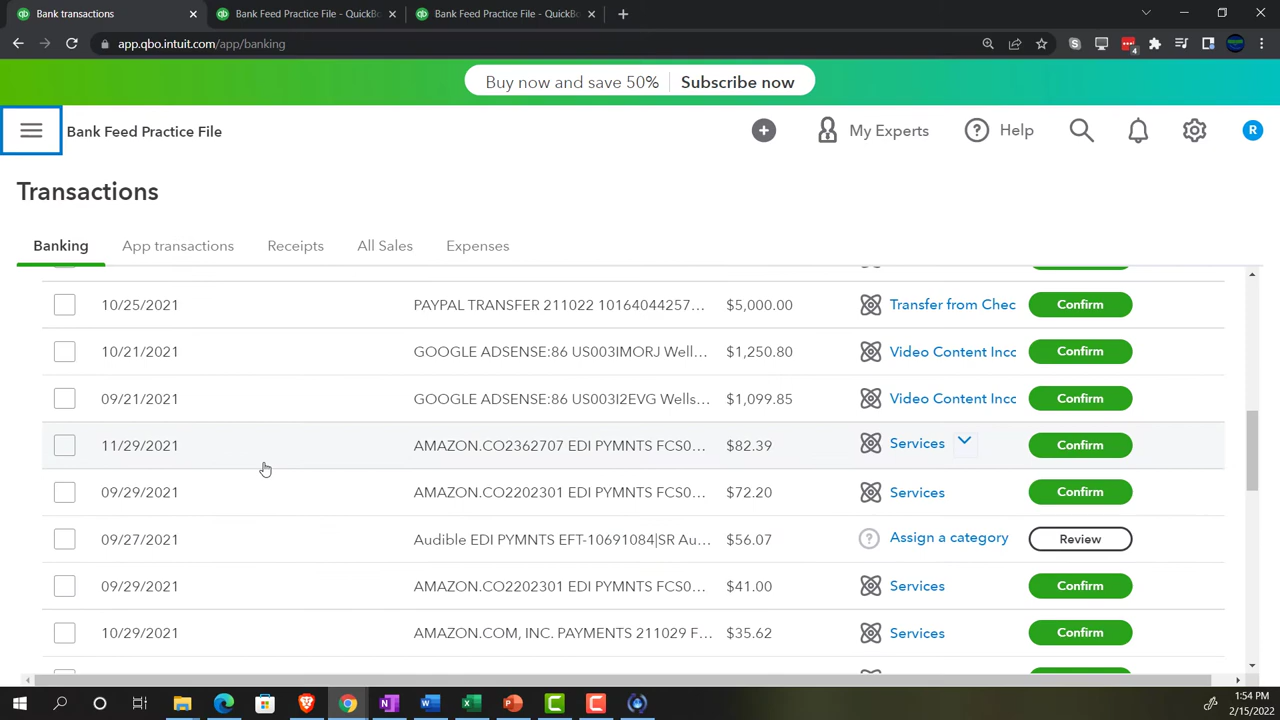 Bank transactions
Bank Feed Practice File - QuickBo
Bank Feed Practice File - QuickBo
app.qbo.intuit.com/app/banking
4
Buy now and save 50% Subscribe now
Bank Feed Practice File
My Experts
Help
R
Transactions
Banking
App transactions
Receipts
All Sales
Expenses
10/25/2021 PAYPAL TRANSFER 211022 10164044257... $5,000.00 Transfer from Chec Confirm
10/21/2021 GOOGLE ADSENSE:86 US003IMORJ Well... $1,250.80 Video Content Inco Confirm
09/21/2021 GOOGLE ADSENSE:86 US003I2EVG Wells... $1,099.85 Video Content Inco Confirm
11/29/2021 AMAZON.CO2362707 EDI PYMNTS FCS0... $82.39 Services Confirm
09/29/2021 AMAZON.CO2202301 EDI PYMNTS FCS0... $72.20 Services Confirm
09/27/2021 Audible EDI PYMNTS EFT-10691084|SR Au... $56.07 Assign a category Review
09/29/2021 AMAZON.CO2202301 EDI PYMNTS FCS0... $41.00 Services Confirm
10/29/2021 AMAZON.COM, INC. PAYMENTS 211029 F... $35.62 Services Confirm
1:54 PM
2/15/2022